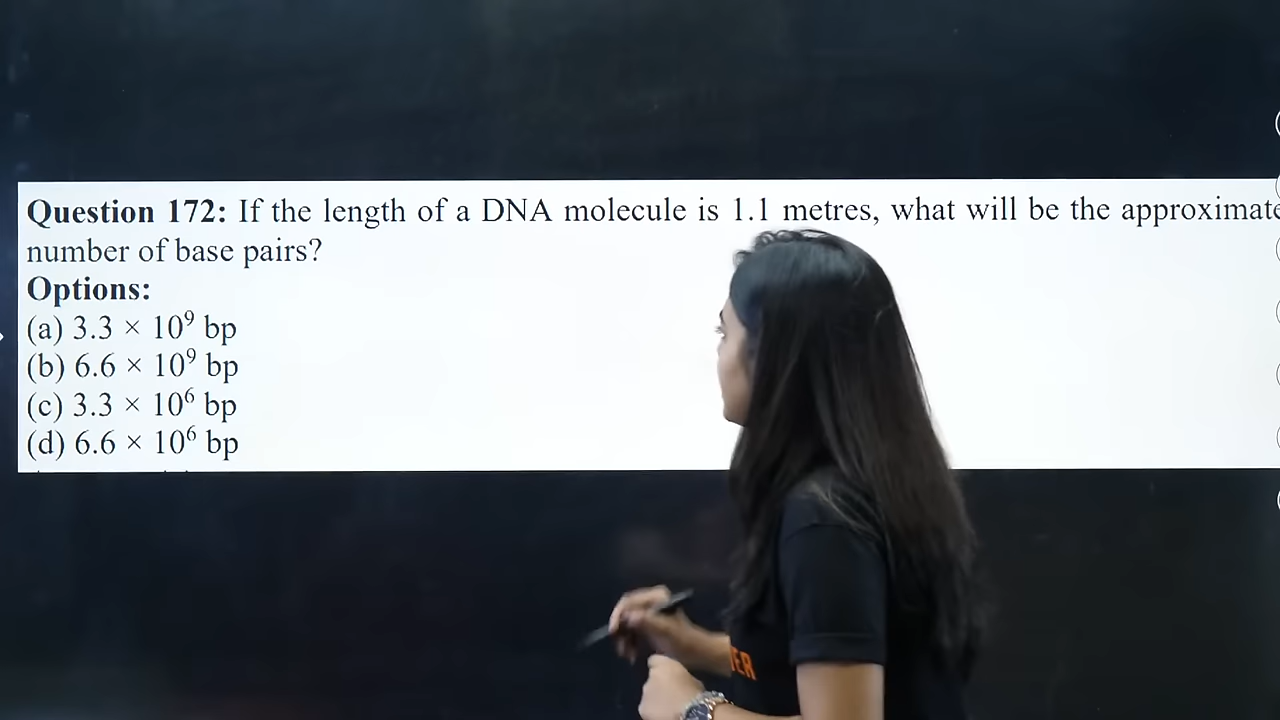 Question 172: If the length of a DNA molecule is 1.1 metres, what will be the approximate
number of base pairs?
Options:
(a) 3.3 × 10⁹ bp
(b) 6.6 × 10⁹ bp
(c) 3.3 × 10⁶ bp
(d) 6.6 × 10⁶ bp